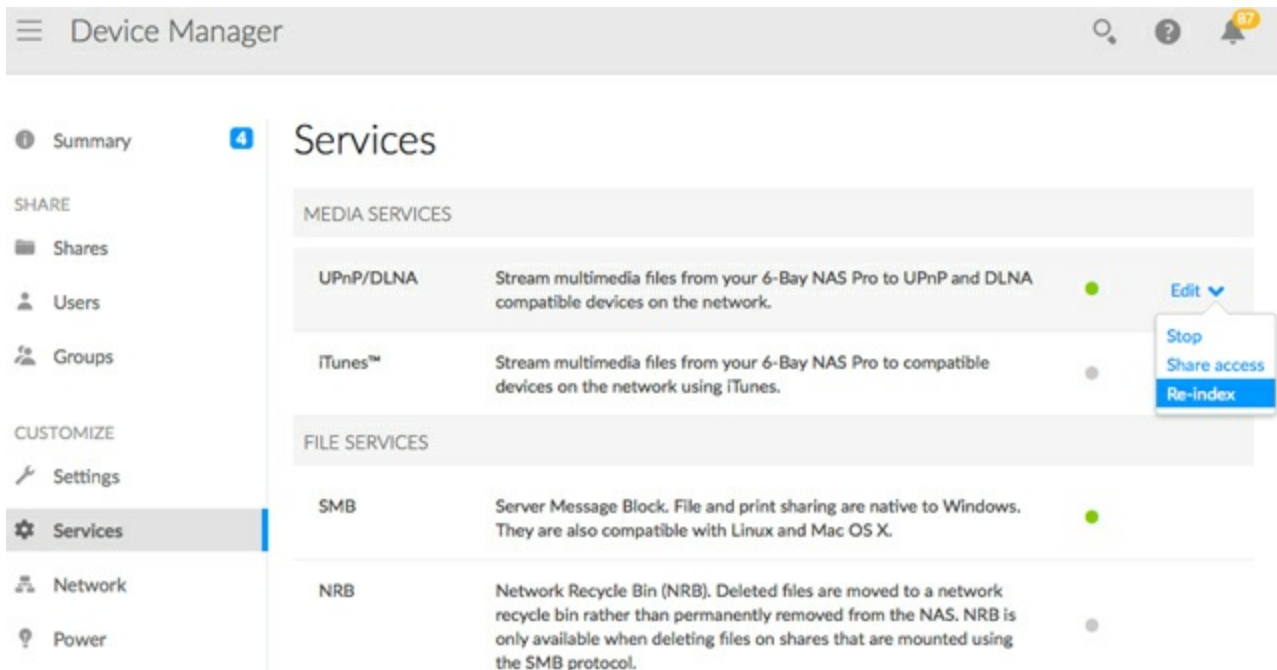 Device Manager
87
Summary
4
Services
SHARE
MEDIA SERVICES
Shares
UPnP/DLNA
Stream multimedia files from your 6-Bay NAS Pro to UPnP and DLNA
compatible devices on the network.
Edit
Users
Stop
Share access
Re-index
Groups
iTunes™
Stream multimedia files from your 6-Bay NAS Pro to compatible
devices on the network using iTunes.
CUSTOMIZE
FILE SERVICES
Settings
SMB
Server Message Block. File and print sharing are native to Windows.
They are also compatible with Linux and Mac OS X.
Services
Network
NRB
Network Recycle Bin (NRB). Deleted files are moved to a network
recycle bin rather than permanently removed from the NAS. NRB is
only available when deleting files on shares that are mounted using
the SMB protocol.
Power